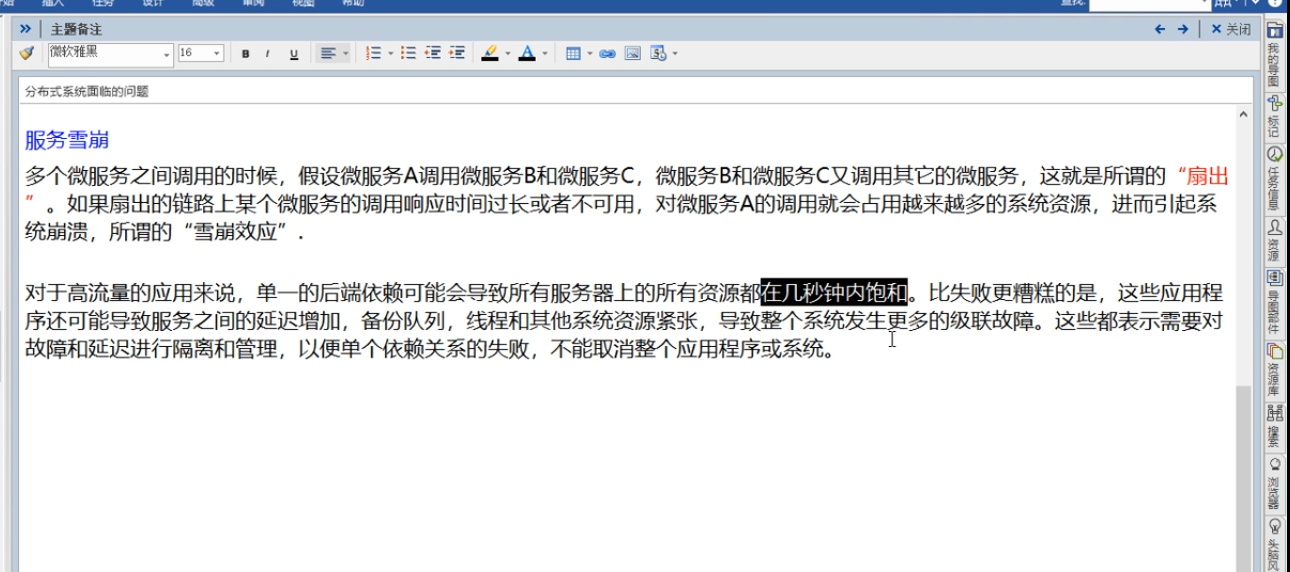 插入 任务 设计 高级 审阅 视图 帮助 查找:
主题备注 关闭
微软雅黑 16 B I U
分布式系统面临的问题
服务雪崩
多个微服务之间调用的时候，假设微服务A调用微服务B和微服务C，微服务B和微服务C又调用其它的微服务，这就是所谓的“扇出
”。如果扇出的链路上某个微服务的调用响应时间过长或者不可用，对微服务A的调用就会占用越来越多的系统资源，进而引起系
统崩溃，所谓的“雪崩效应”.
对于高流量的应用来说，单一的后端依赖可能会导致所有服务器上的所有资源都在几秒钟内饱和。比失败更糟糕的是，这些应用程
序还可能导致服务之间的延迟增加，备份队列，线程和其他系统资源紧张，导致整个系统发生更多的级联故障。这些都表示需要对
故障和延迟进行隔离和管理，以便单个依赖关系的失败，不能取消整个应用程序或系统。
我的导图
标记
任务信息
资源
导图部件
资源库
搜索
浏览器
头脑风